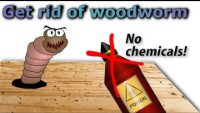 Get rid of woodworm
No
chemicals!
POISON